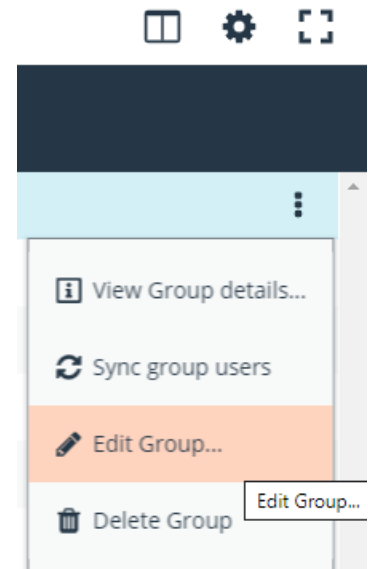 View Group details...
Sync group users
Edit Group...
Edit Group...
Delete Group